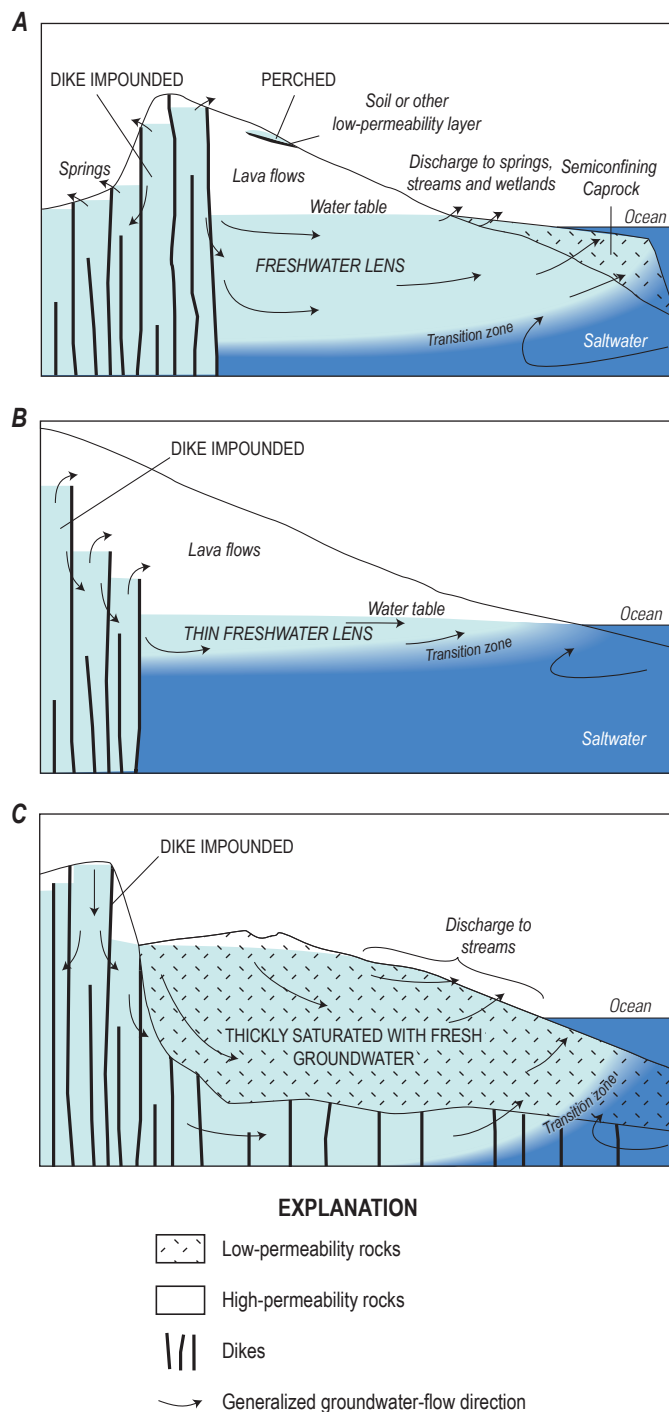 A
DIKE IMPOUNDED
PERCHED
Soil or other
low-permeability layer
Springs
Lava flows
Discharge to springs,
streams and wetlands
Semiconfining
Caprock
Water table
Ocean
FRESHWATER LENS
Transition zone
Saltwater
B
DIKE IMPOUNDED
Lava flows
Water table
Ocean
THIN FRESHWATER LENS
Transition zone
Saltwater
C
DIKE IMPOUNDED
Discharge to
streams
Ocean
THICKLY SATURATED WITH FRESH
GROUNDWATER
Transition zone
EXPLANATION
Low-permeability rocks
High-permeability rocks
Dikes
Generalized groundwater-flow direction